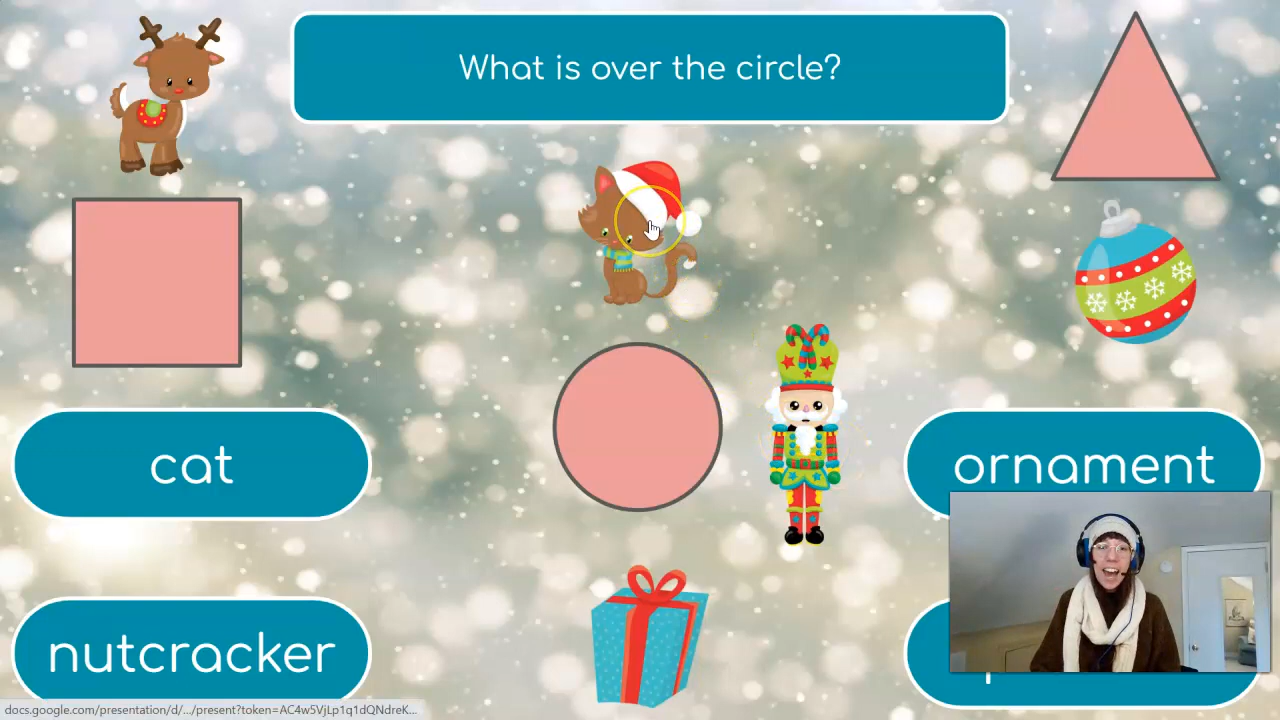 What is over the circle?
cat
ornament
nutcracker
docs.google.com/presentation/d/.../present?token=AC4w5VjLp1q1dQNdreK...